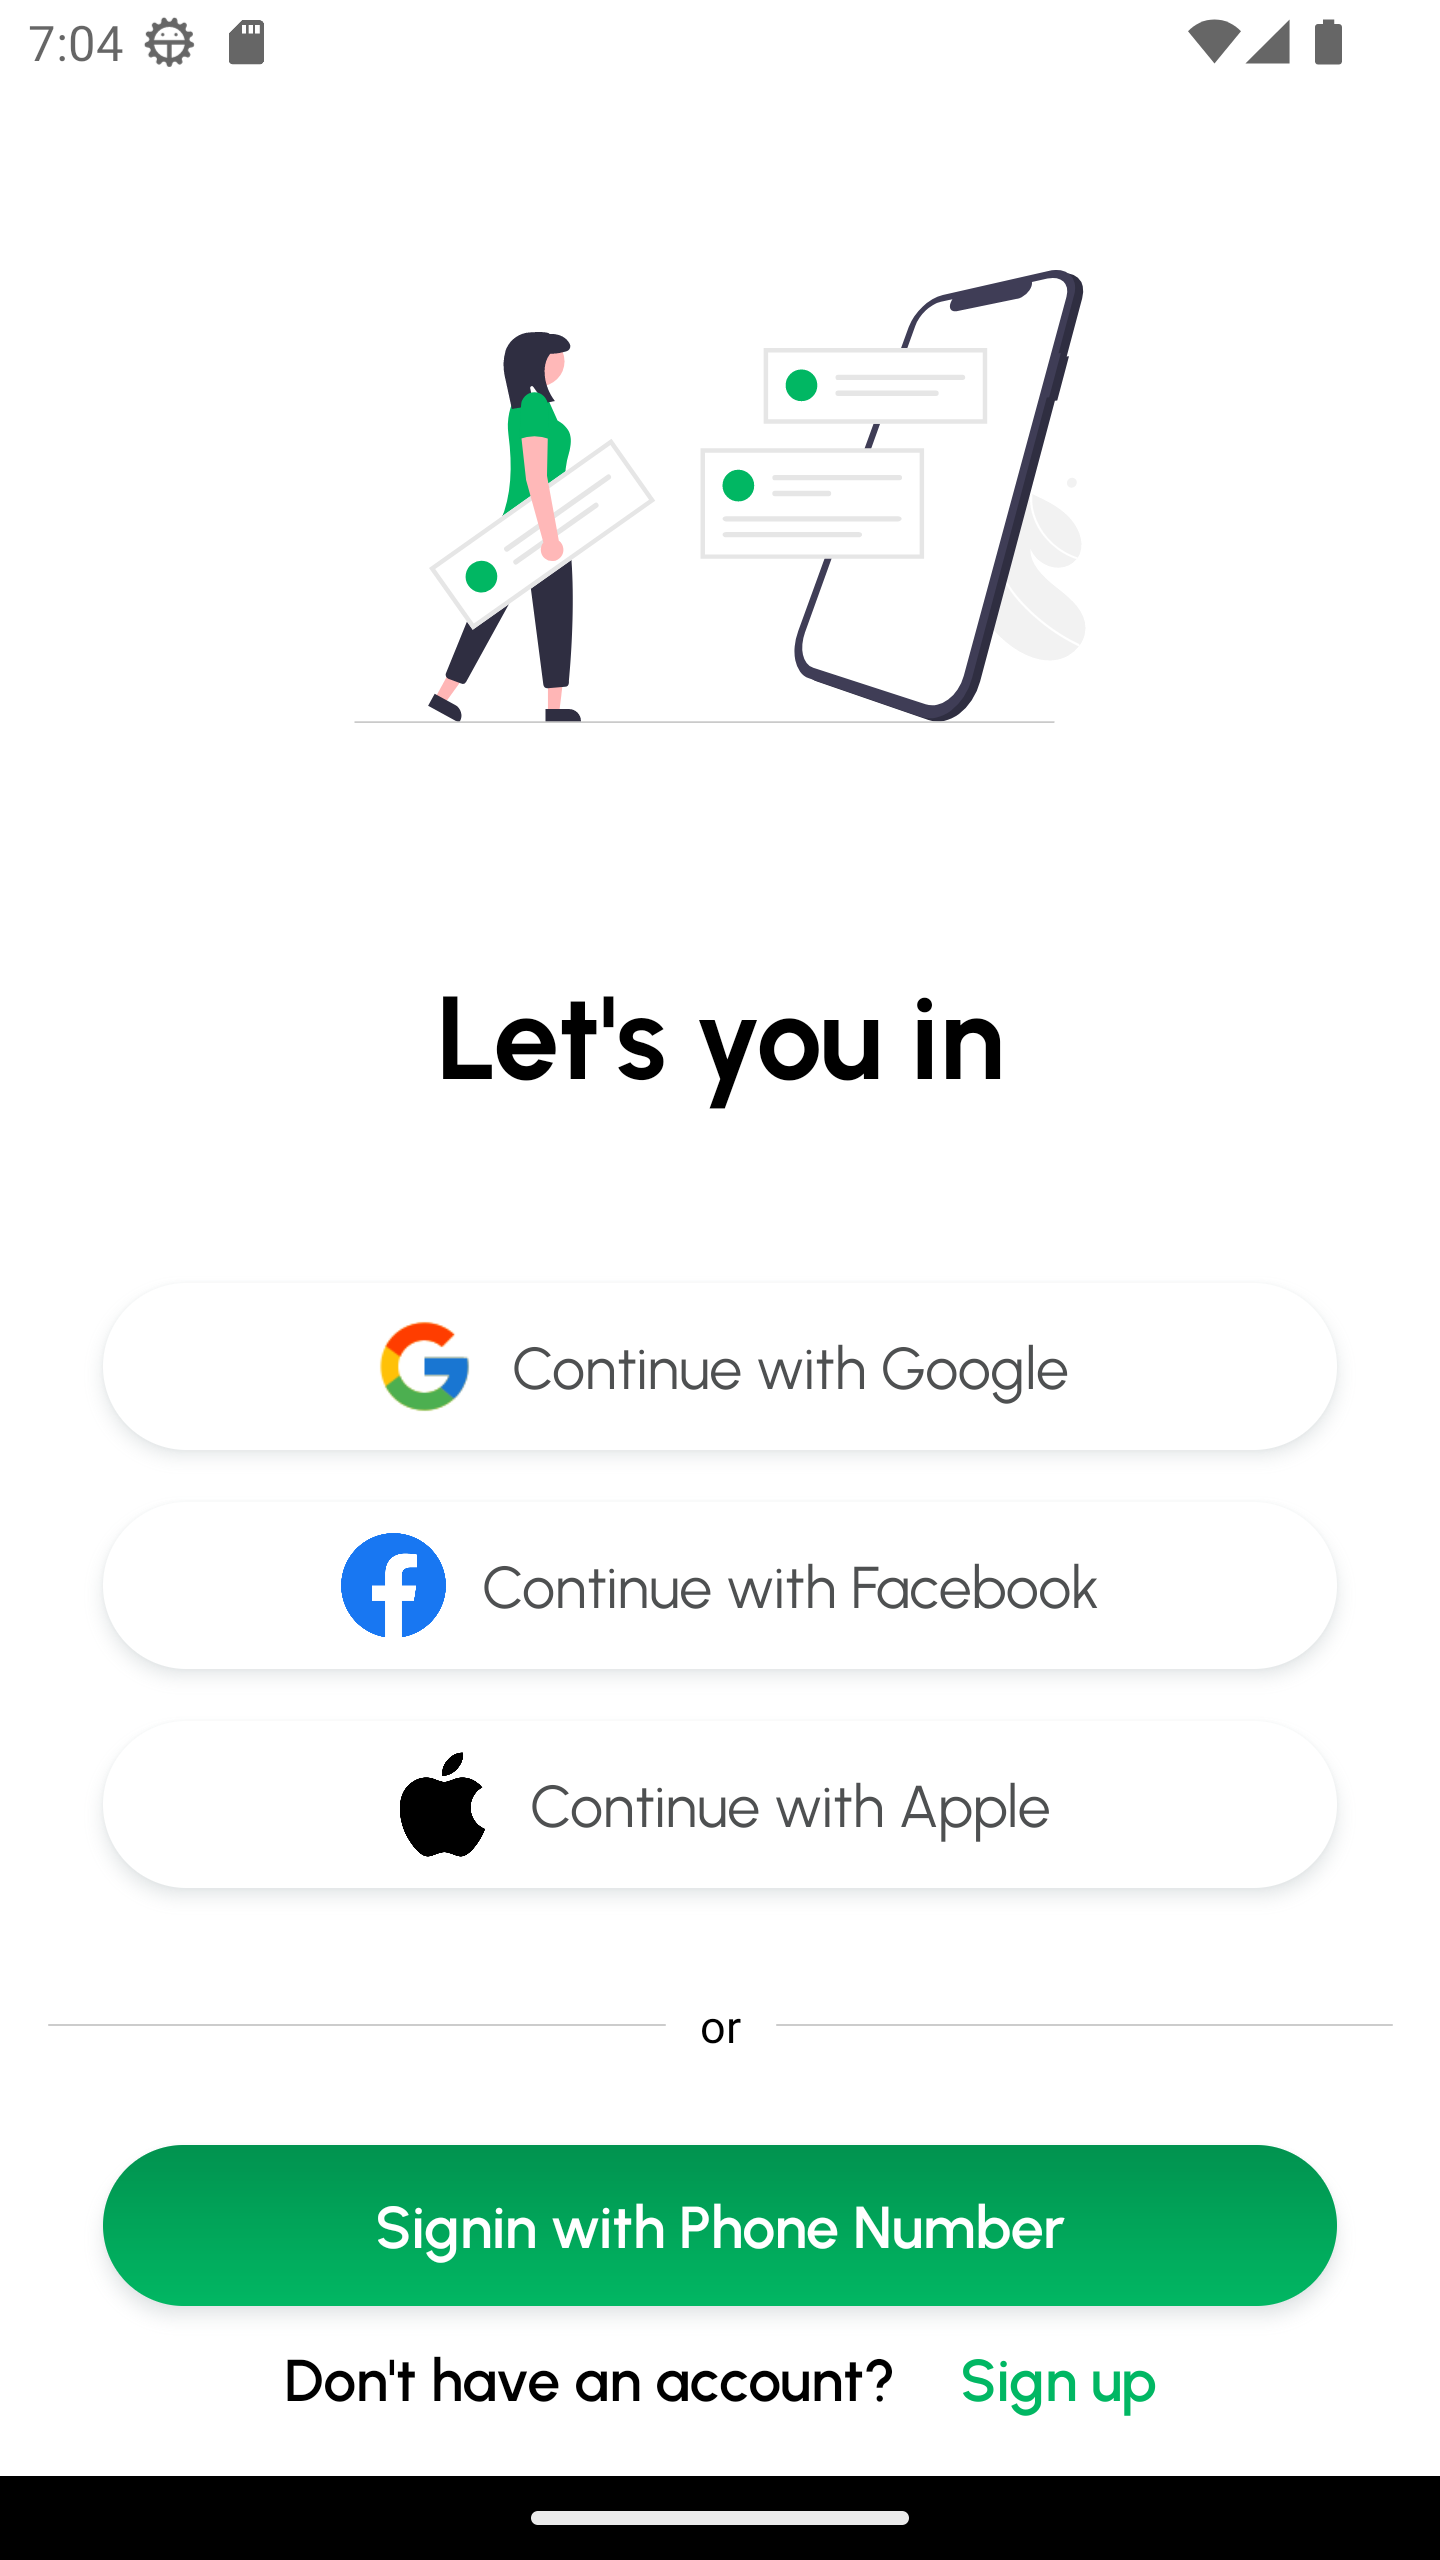 7:04
Let's you in
Continue with Google
Continue with Facebook
Continue with Apple
or
Signin with Phone Number
Don't have an account? Sign up